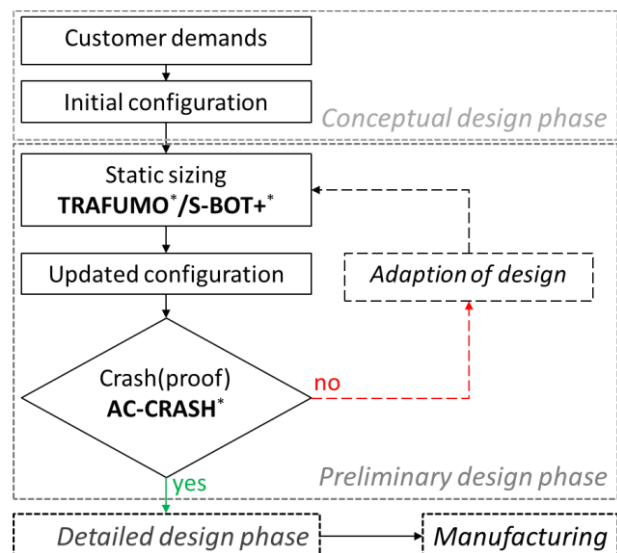 Customer demands
Initial configuration
Conceptual design phase
Static sizing
TRAFUMO*/S-BOT+*
Updated configuration
Adaption of design
Crash(proof)
AC-CRASH*
no
yes
Preliminary design phase
Detailed design phase
Manufacturing